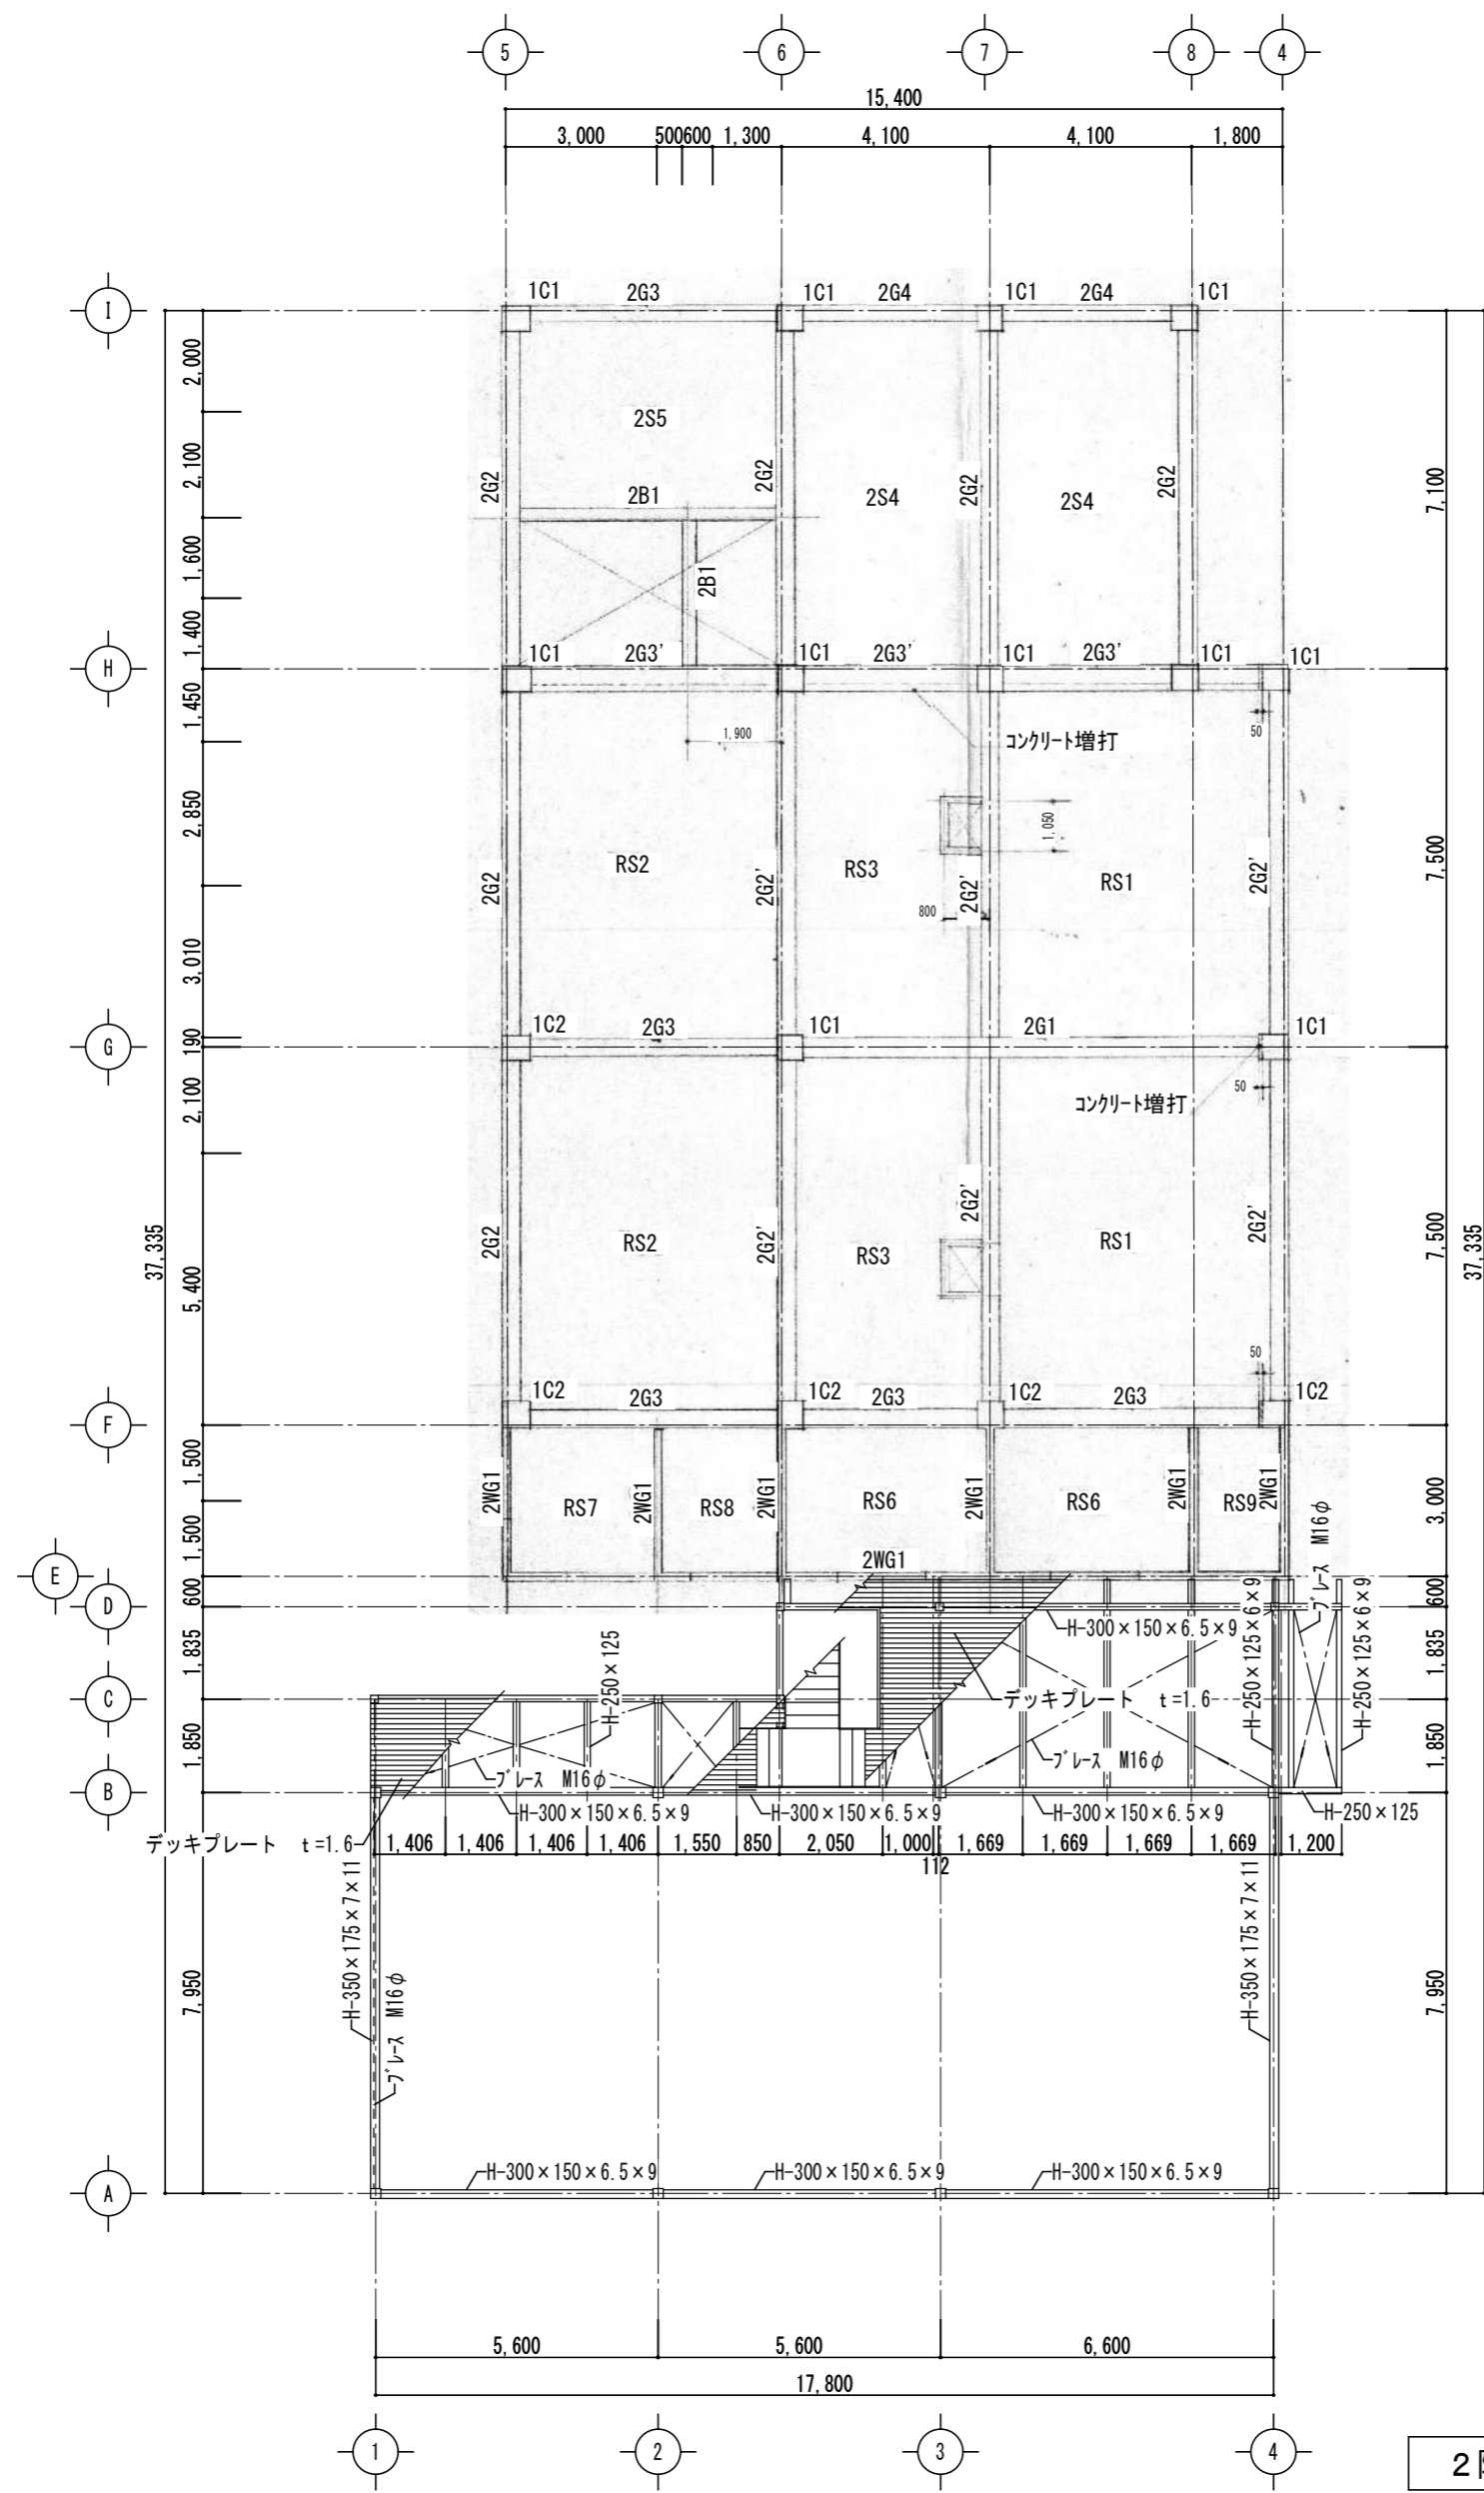 5 6 7 8 4
15,400
3,000 500 600 1,300 4,100 4,100 1,800
I
1C1 2G3 1C1 2G4 1C1 2G4 1C1
2,000
2,100
1,600
1,400
7,100
2S5
2G2 2B1 2G2 2S4 2G2 2S4 2G2
2B1
H
1C1 2G3' 1C1 2G3' 1C1 2G3' 1C1 1C1
1,450
1,900
コンクリート増打
50
2,850
1,050
7,500
2G2 RS2 2G2' RS3 2G2' RS1 2G2'
800
3,010
190
G
1C2 2G3 1C1 2G1 1C1
2,100
50
コンクリート増打
37,335
5,400
7,500
37,335
2G2 RS2 2G2' RS3 2G2' RS1 2G2'
50
F
1C2 2G3 1C2 2G3 1C2 2G3 1C2
1,500
1,500
3,000
2WG1 RS7 2WG1 RS8 2WG1 RS6 2WG1 RS6 2WG1 RS9 2WG1
2WG1
ブレース M16φ
E
600
600
D
H-300×150×6.5×9
H-250×125×6×9
H-250×125×6×9
1,835
1,835
H-250×125
C
デッキプレート t=1.6
1,850
1,850
ブレース M16φ
ブレース M16φ
B
H-300×150×6.5×9 H-300×150×6.5×9 H-300×150×6.5×9 H-250×125
デッキプレート t=1.6
1,406 1,406 1,406 1,406 1,550 850 2,050 1,000 1,669 1,669 1,669 1,669 1,200
112
H-350×175×7×11
H-350×175×7×11
7,950
ブレース M16φ
7,950
H-300×150×6.5×9 H-300×150×6.5×9 H-300×150×6.5×9
A
5,600 5,600 6,600
17,800
1 2 3 4
2